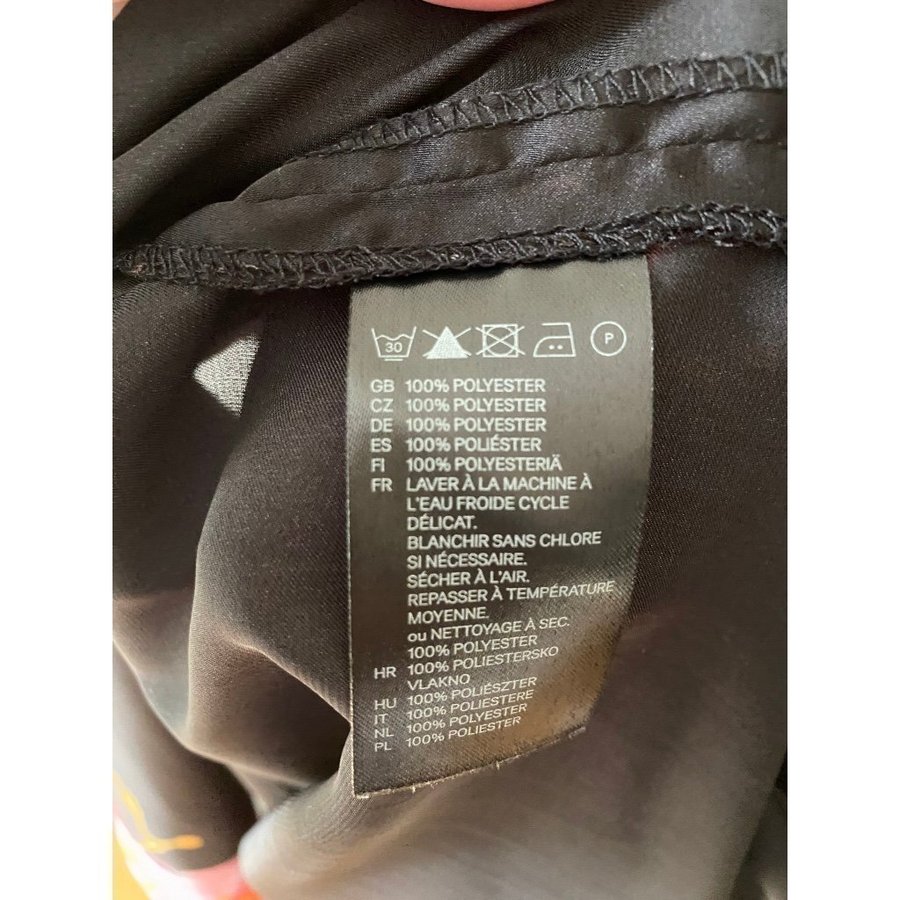 30 P
GB 100% POLYESTER
CZ 100% POLYESTER
DE 100% POLYESTER
ES 100% POLIÉSTER
FI 100% POLYESTERIÄ
FR LAVER À LA MACHINE À
L'EAU FROIDE CYCLE
DÉLICAT.
BLANCHIR SANS CHLORE
SI NÉCESSAIRE.
SÉCHER À L'AIR.
REPASSER À TEMPÉRATURE
MOYENNE.
ou NETTOYAGE À SEC.
100% POLYESTER
HR 100% POLIESTERSKO
VLAKNO
HU 100% POLIÉSZTER
IT 100% POLIESTERE
NL 100% POLYESTER
PL 100% POLIESTER